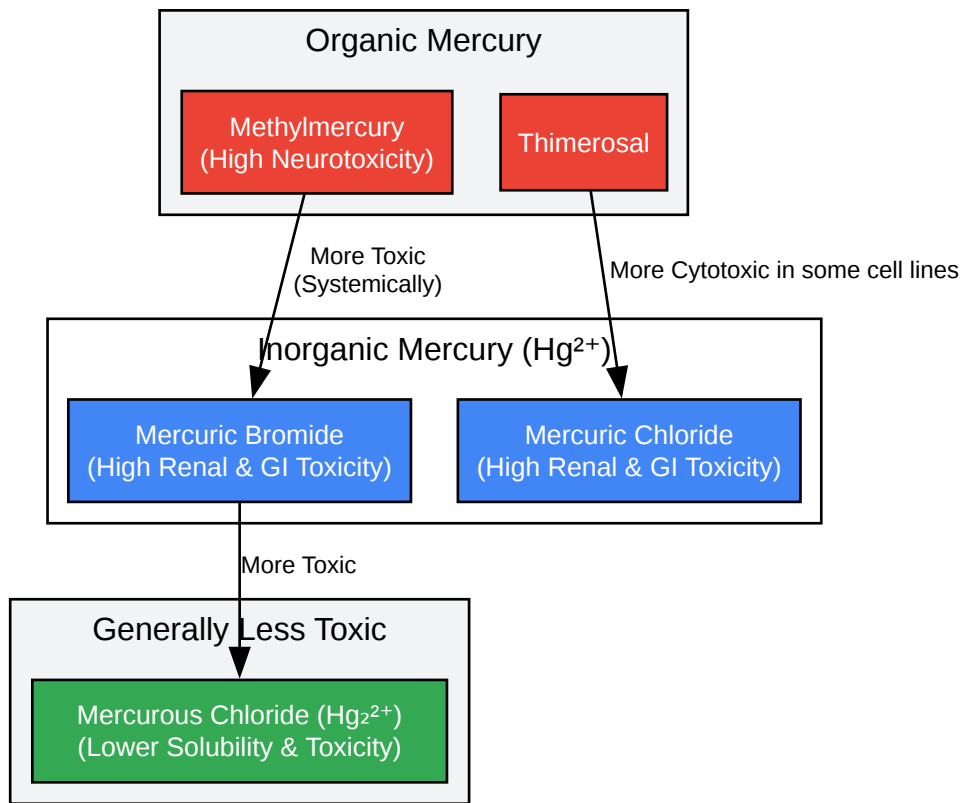 Organic Mercury
Methylmercury
(High Neurotoxicity)
Thimerosal
More Toxic
(Systemically)
More Cytotoxic in some cell lines
Inorganic Mercury (Hg²⁺)
Mercuric Bromide
(High Renal & GI Toxicity)
Mercuric Chloride
(High Renal & GI Toxicity)
More Toxic
Generally Less Toxic
Mercurous Chloride (Hg₂²⁺)
(Lower Solubility & Toxicity)